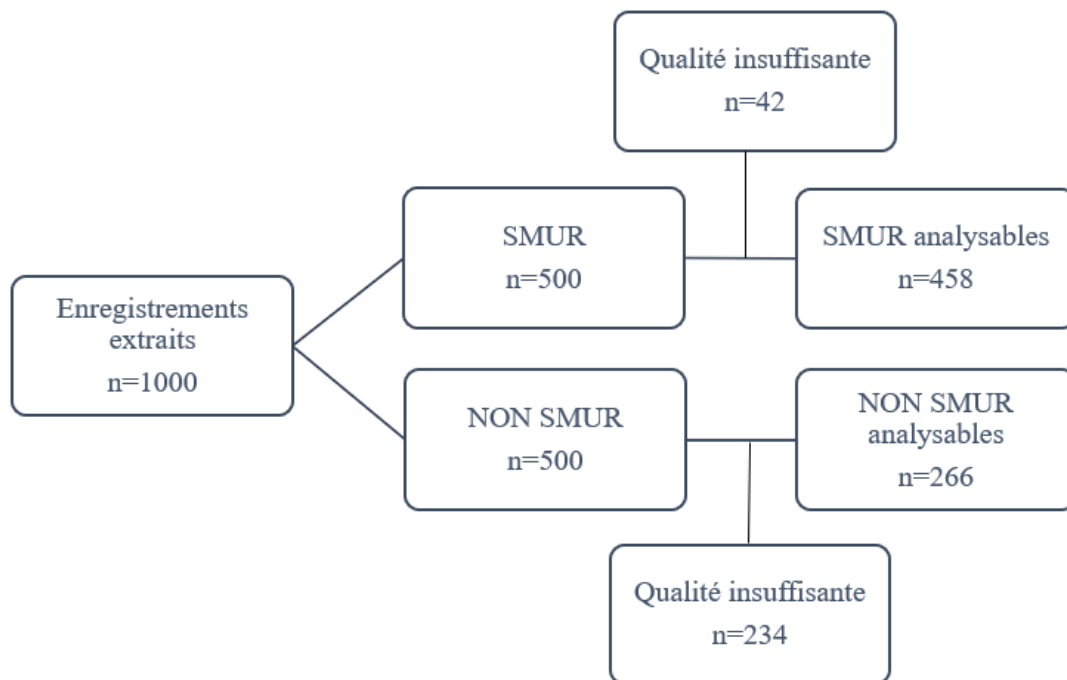 Qualité insuffisante
n=42
SMUR
n=500
SMUR analysables
n=458
Enregistrements
extraits
n=1000
NON SMUR
n=500
NON SMUR
analysables
n=266
Qualité insuffisante
n=234